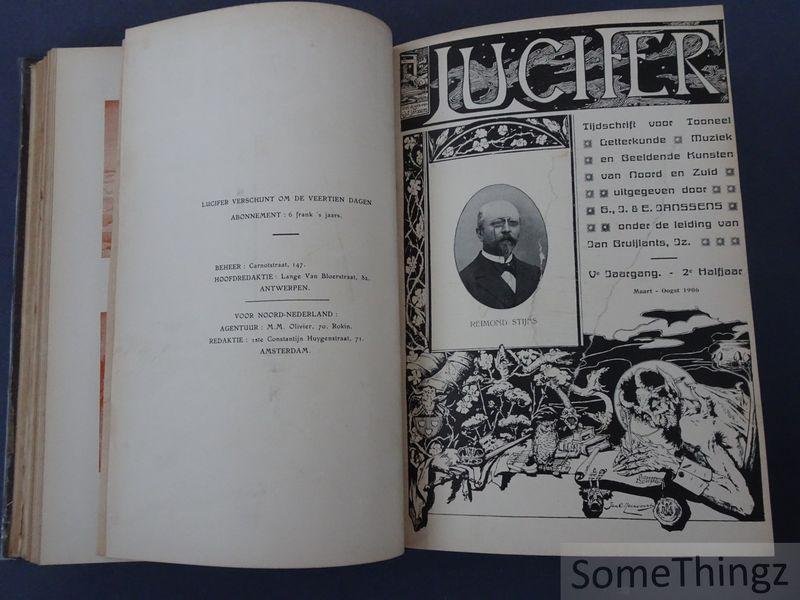 LUCIFER VERSCHIJNT OM DE VEERTIEN DAGEN
ABONNEMENT : 6 frank 's jaars.
BEHEER : Carnotstraat, 147.
HOOFDREDAKTIE : Lange Van Bloerstraat, 82.
ANTWERPEN.
VOOR NOORD-NEDERLAND :
AGENTUUR : M.M. Olivier, 70, Rokin.
REDAKTIE : 1ste Constantijn Huygenstraat, 71.
AMSTERDAM.
LUCIFER
Tijdschrift voor Tooneel
Letterkunde Muziek
en Beeldende Kunsten
van Noord en Zuid
uitgegeven door
G., J. & E. JANSSENS
onder de leiding van
Jan Bruijlants, Jz.
Ve Jaargang. - 2e Halfjaar
Maart - Oogst 1906
REIMOND STIJNS
SomeThingz